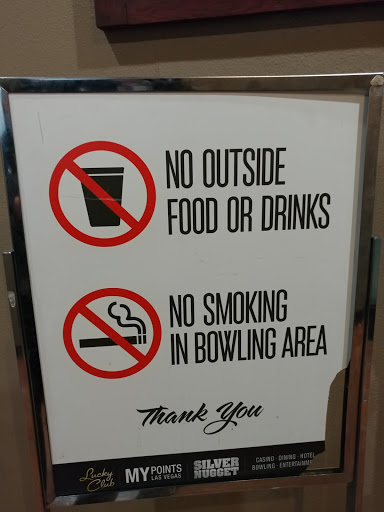 NO OUTSIDE
FOOD OR DRINKS
NO SMOKING
IN BOWLING AREA
Thank You
Lucky
Club
MY POINTS
LAS VEGAS
SILVER
NUGGET
CASINO · DINING · HOTEL
BOWLING · ENTERTAINME